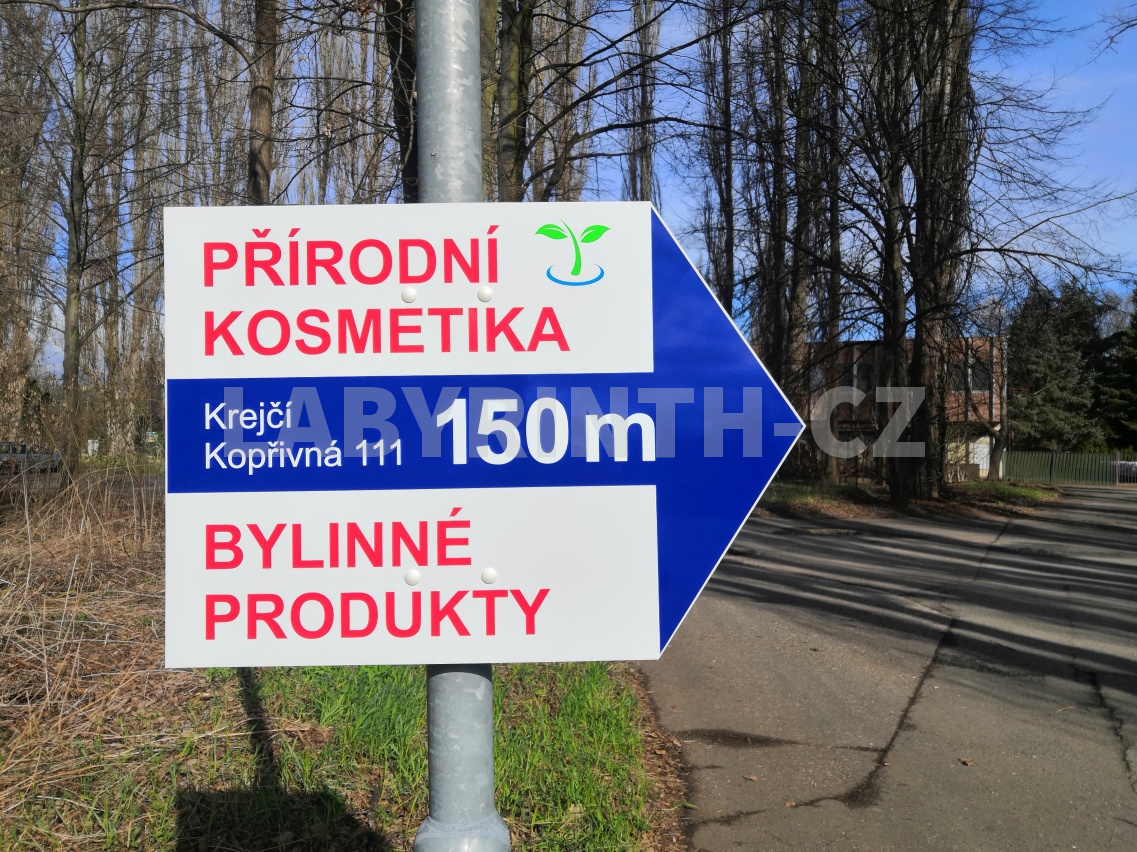 PŘÍRODNÍ
KOSMETIKA
Krejčí
Kopřivná 111
150 m
LABYRINTH-CZ
BYLINNÉ
PRODUKTY